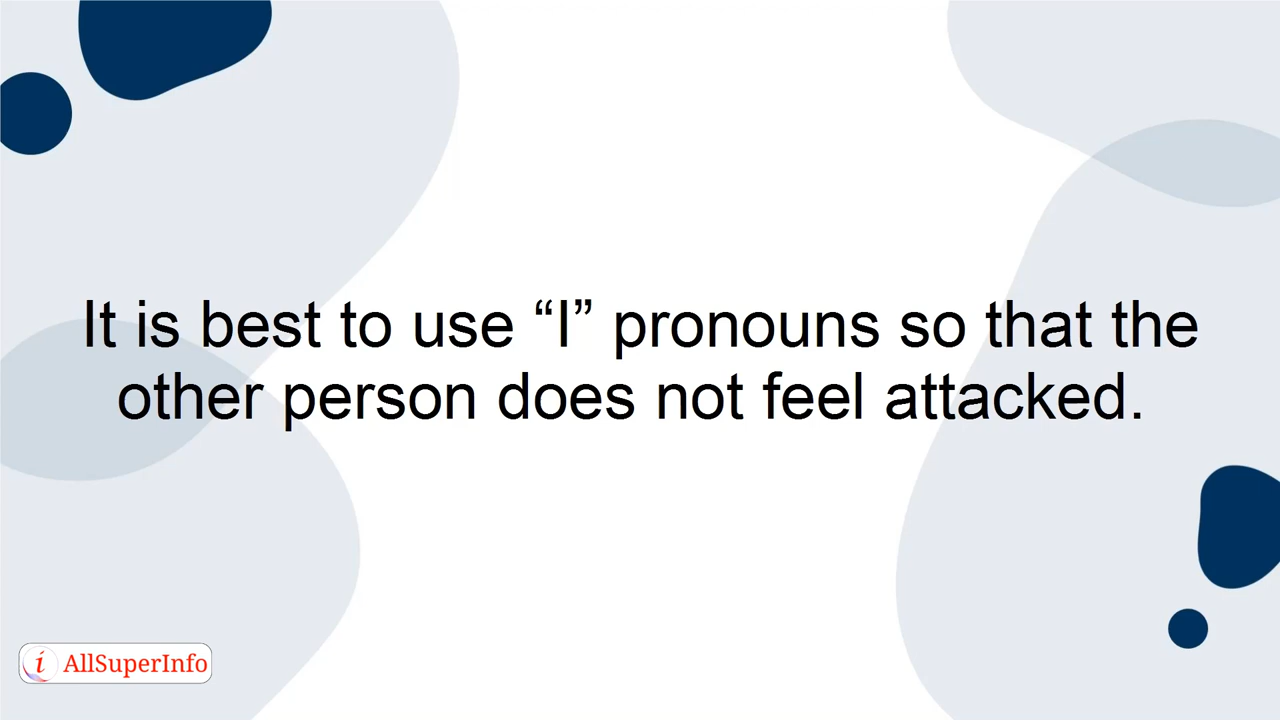 It is best to use “I” pronouns so that the
other person does not feel attacked.
i AllSuperInfo